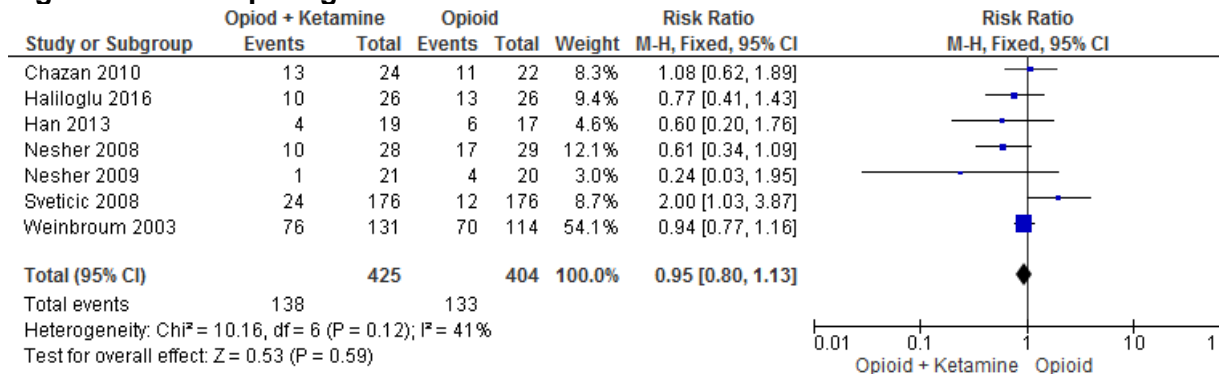 Opiod + Ketamine Opioid Risk Ratio Risk Ratio
Study or Subgroup Events Total Events Total Weight M-H, Fixed, 95% CI M-H, Fixed, 95% CI
Chazan 2010 13 24 11 22 8.3% 1.08 [0.62, 1.89]
Haliloglu 2016 10 26 13 26 9.4% 0.77 [0.41, 1.43]
Han 2013 4 19 6 17 4.6% 0.60 [0.20, 1.76]
Nesher 2008 10 28 17 29 12.1% 0.61 [0.34, 1.09]
Nesher 2009 1 21 4 20 3.0% 0.24 [0.03, 1.95]
Sveticic 2008 24 176 12 176 8.7% 2.00 [1.03, 3.87]
Weinbroum 2003 76 131 70 114 54.1% 0.94 [0.77, 1.16]
Total (95% CI) 425 404 100.0% 0.95 [0.80, 1.13]
Total events 138 133
Heterogeneity: Chi² = 10.16, df = 6 (P = 0.12); I² = 41%
Test for overall effect: Z = 0.53 (P = 0.59)
0.01 0.1 1 10 1
Opioid + Ketamine Opioid